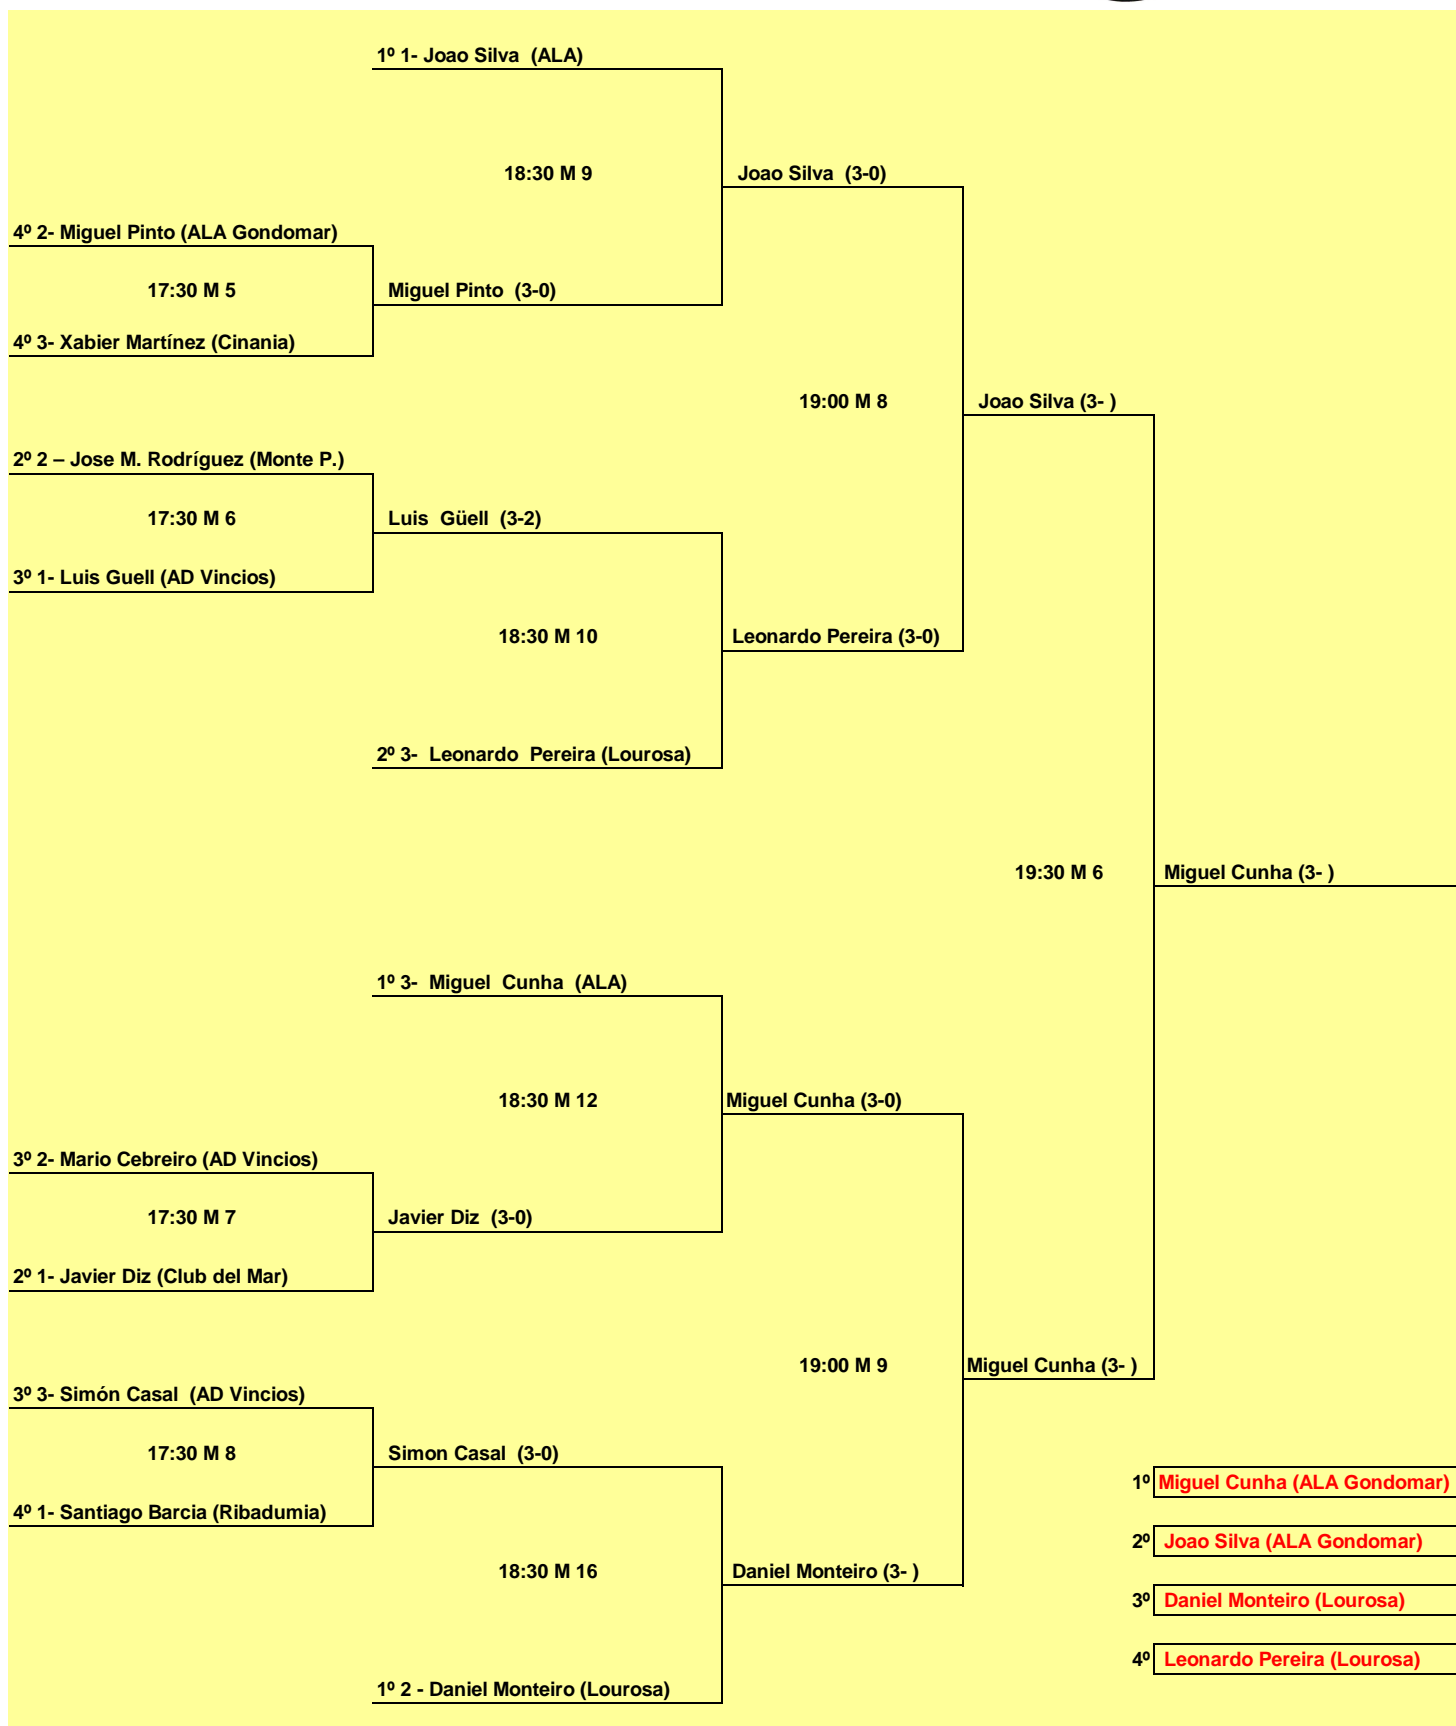 1º 1- Joao Silva (ALA)
18:30 M 9
Joao Silva (3-0)
4º 2- Miguel Pinto (ALA Gondomar)
17:30 M 5
Miguel Pinto (3-0)
4º 3- Xabier Martínez (Cinania)
19:00 M 8
Joao Silva (3- )
2º 2 – Jose M. Rodríguez (Monte P.)
17:30 M 6
Luis Güell (3-2)
3º 1- Luis Guell (AD Vincios)
18:30 M 10
Leonardo Pereira (3-0)
2º 3- Leonardo Pereira (Lourosa)
19:30 M 6
Miguel Cunha (3- )
1º 3- Miguel Cunha (ALA)
18:30 M 12
Miguel Cunha (3-0)
3º 2- Mario Cebreiro (AD Vincios)
17:30 M 7
Javier Diz (3-0)
2º 1- Javier Diz (Club del Mar)
19:00 M 9
Miguel Cunha (3- )
3º 3- Simón Casal (AD Vincios)
17:30 M 8
Simon Casal (3-0)
4º 1- Santiago Barcia (Ribadumia)
18:30 M 16
Daniel Monteiro (3- )
1º 2 - Daniel Monteiro (Lourosa)
1º Miguel Cunha (ALA Gondomar)
2º Joao Silva (ALA Gondomar)
3º Daniel Monteiro (Lourosa)
4º Leonardo Pereira (Lourosa)